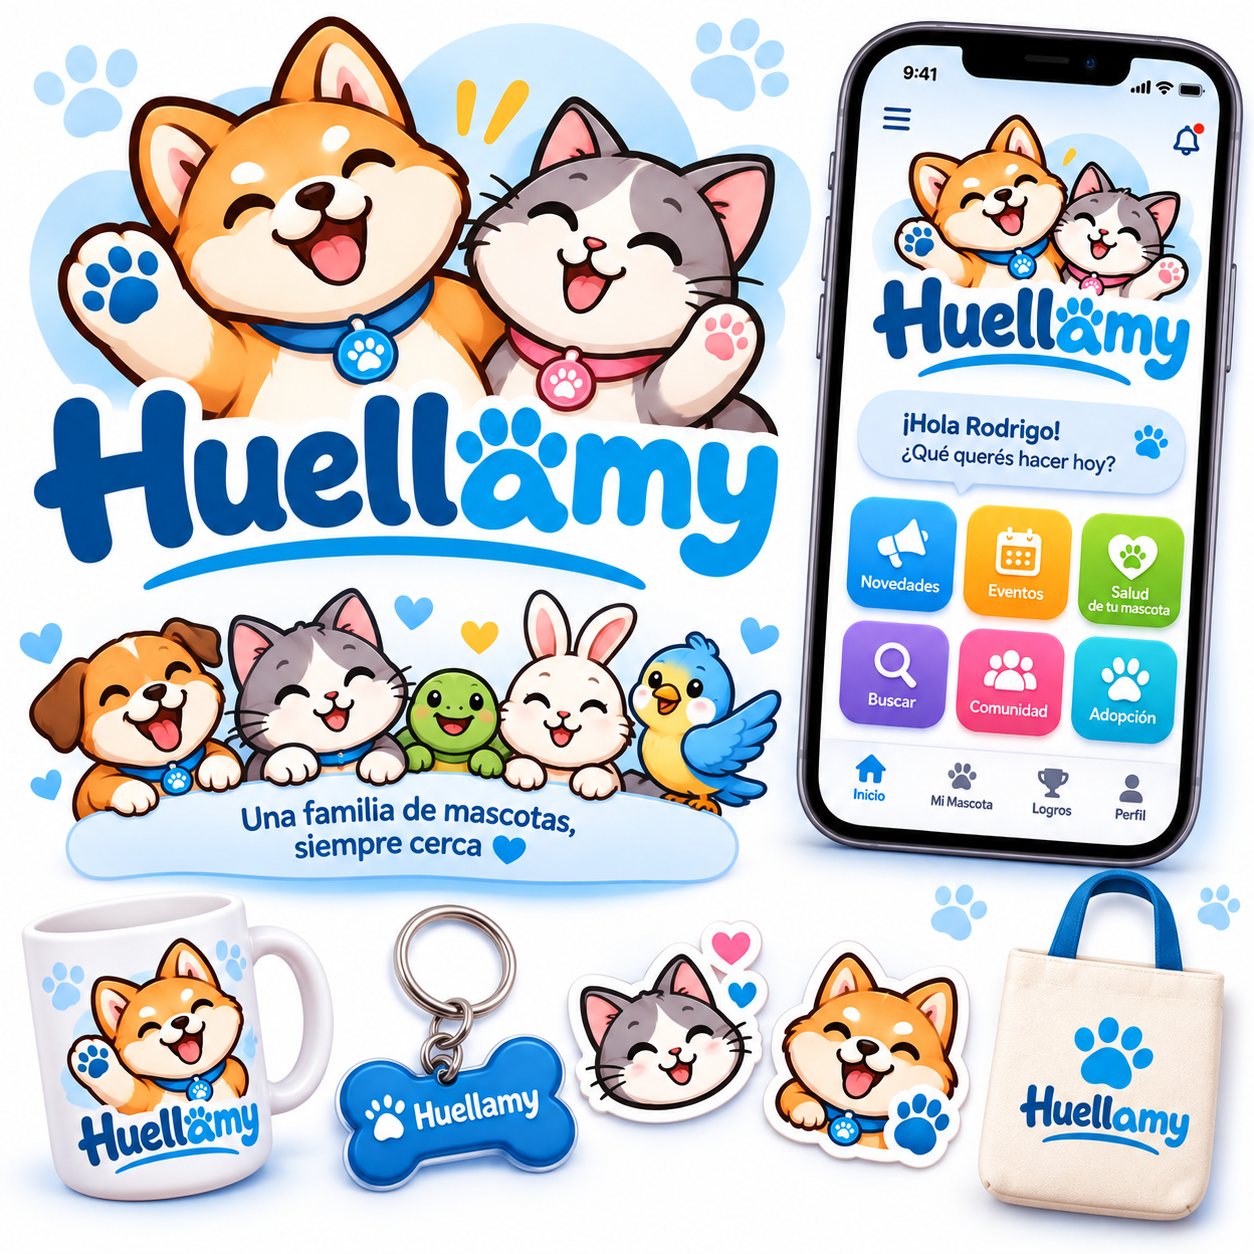 Huellamy
Una familia de mascotas,
siempre cerca
9:41
Huellamy
¡Hola Rodrigo!
¿Qué querés hacer hoy?
Novedades
Eventos
Salud
de tu mascota
Buscar
Comunidad
Adopción
Inicio
Mi Mascota
Logros
Perfil
Huellamy
Huellamy
Huellamy